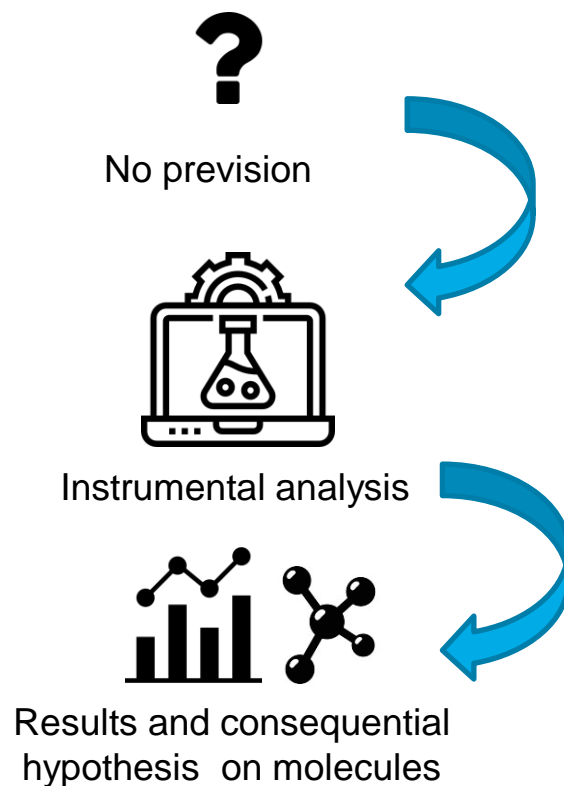 ?
No prevision
Instrumental analysis
Results and consequential
hypothesis on molecules